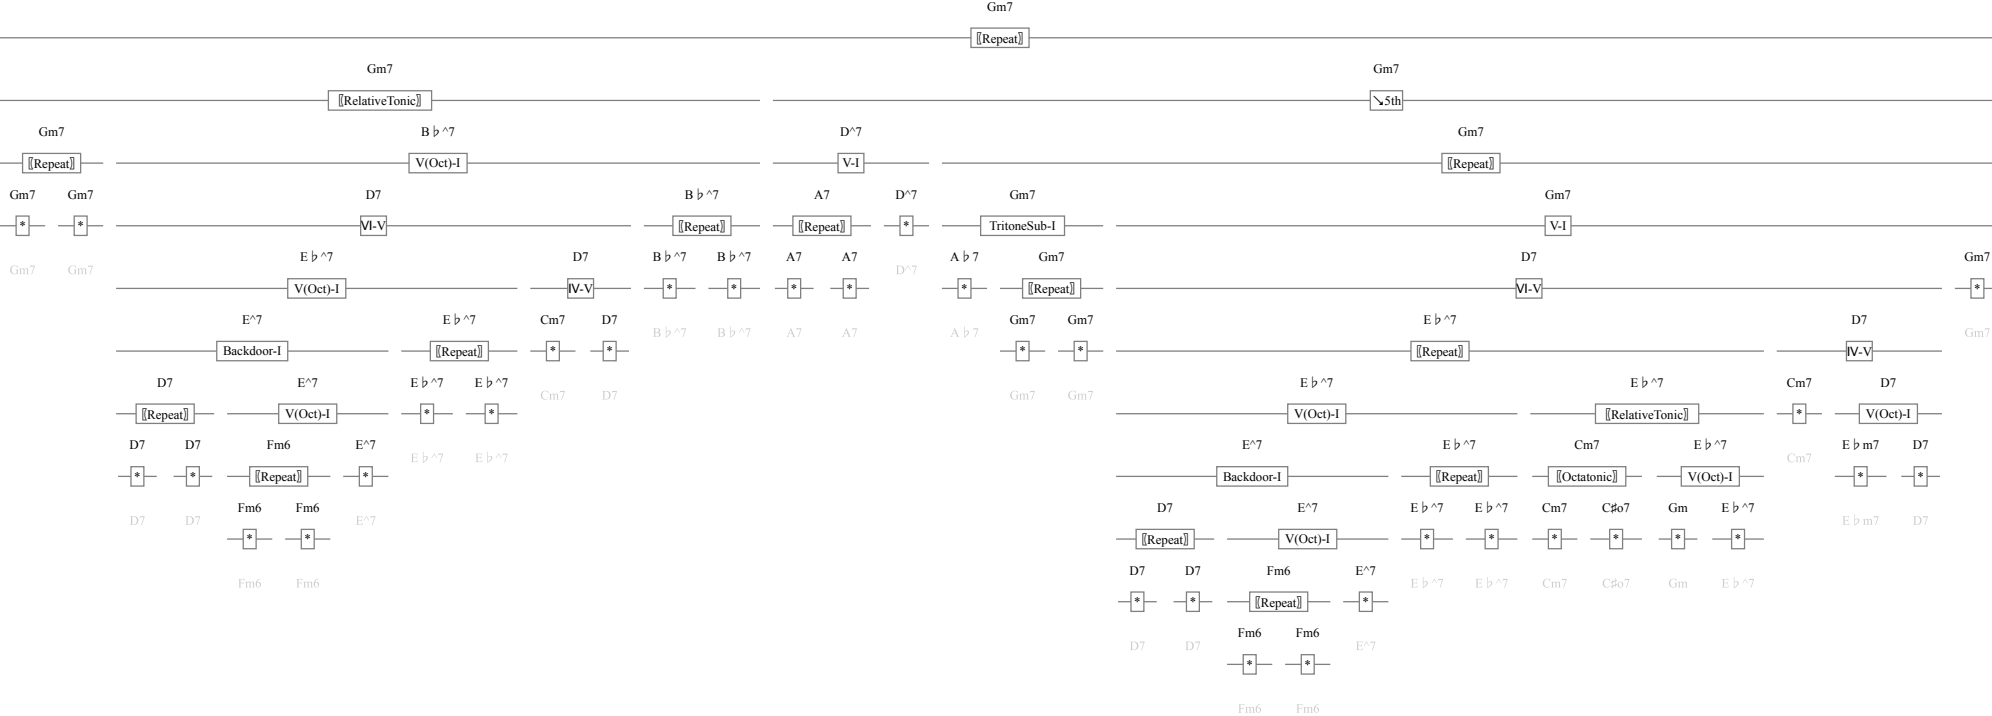 Gm7
⟦Repeat⟧
Gm7 Gm7
⟦RelativeTonic⟧ ↘5th
Gm7 B♭^7 D^7 Gm7
⟦Repeat⟧ V(Oct)-I V-I ⟦Repeat⟧
Gm7 Gm7 D7 B♭^7 A7 D^7 Gm7 Gm7
* * Ⅵ-V ⟦Repeat⟧ ⟦Repeat⟧ * TritoneSub-I V-I
Gm7 Gm7 E♭^7 D7 B♭^7 B♭^7 A7 A7 D^7 A♭7 Gm7 D7 Gm7
V(Oct)-I Ⅳ-V * * * * * ⟦Repeat⟧ Ⅵ-V *
E^7 E♭^7 Cm7 D7 B♭^7 B♭^7 A7 A7 A♭7 Gm7 Gm7 E♭^7 D7 Gm7
Backdoor-I ⟦Repeat⟧ * * * * ⟦Repeat⟧ Ⅳ-V
D7 E^7 E♭^7 E♭^7 Cm7 D7 Gm7 Gm7 E♭^7 E♭^7 Cm7 D7
⟦Repeat⟧ V(Oct)-I * * V(Oct)-I ⟦RelativeTonic⟧ * V(Oct)-I
D7 D7 Fm6 E^7 E♭^7 E♭^7 E^7 E♭^7 Cm7 E♭^7 Cm7 E♭m7 D7
* * ⟦Repeat⟧ * Backdoor-I ⟦Repeat⟧ ⟦Octatonic⟧ V(Oct)-I * *
D7 D7 Fm6 Fm6 E^7 D7 E^7 E♭^7 E♭^7 Cm7 C♯o7 Gm E♭^7 E♭m7 D7
* * ⟦Repeat⟧ V(Oct)-I * * * * * *
Fm6 Fm6 D7 D7 Fm6 E^7 E♭^7 E♭^7 Cm7 C♯o7 Gm E♭^7
* * ⟦Repeat⟧ *
D7 D7 Fm6 Fm6 E^7
* *
Fm6 Fm6